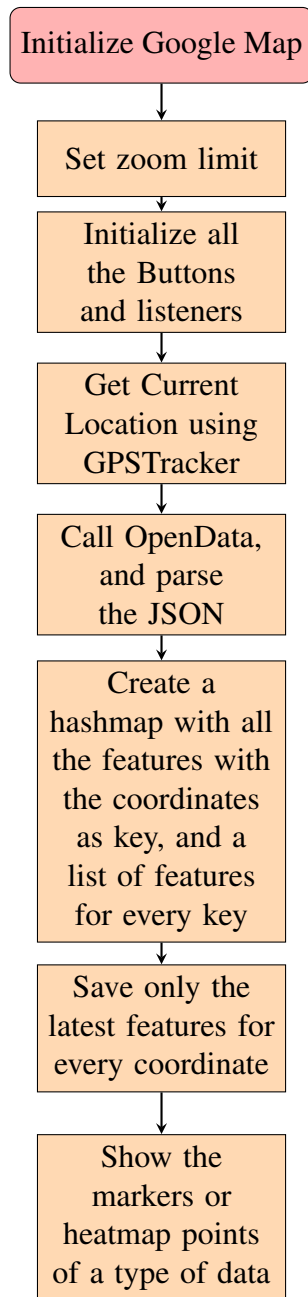 Initialize Google Map
Set zoom limit
Initialize all
the Buttons
and listeners
Get Current
Location using
GPSTracker
Call OpenData,
and parse
the JSON
Create a
hashmap with all
the features with
the coordinates
as key, and a
list of features
for every key
Save only the
latest features for
every coordinate
Show the
markers or
heatmap points
of a type of data